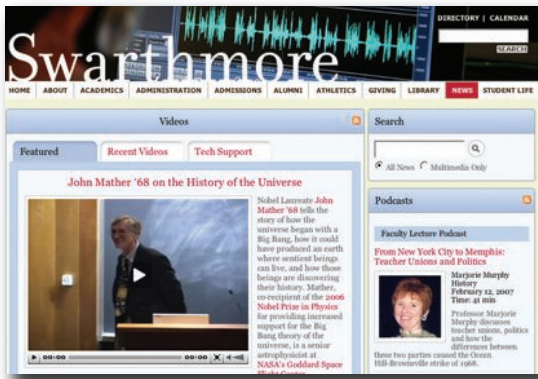 DIRECTORY | CALENDAR
Swarthmore
SEARCH
HOME ABOUT ACADEMICS ADMINISTRATION ADMISSIONS ALUMNI ATHLETICS GIVING LIBRARY NEWS STUDENT LIFE
Videos
Featured Recent Videos Tech Support
John Mather '68 on the History of the Universe
Nobel Laureate John
Mather '68 tells the
story of how the
universe began with a
Big Bang, how it could
have produced an earth
where sentient beings
can live, and how those
beings are discovering
their history. Mather,
co-recipient of the 2006
Nobel Prize in Physics
for providing increased
support for the Big
Bang theory of the
universe, is a senior
astrophysicist at
NASA's Goddard Space
Flight Center
00:00 00:00
Search
All News Multimedia Only
Podcasts
Faculty Lecture Podcast
From New York City to Memphis:
Teacher Unions and Politics
Marjorie Murphy
History
February 12, 2007
Time: 41 min
Professor Marjorie
Murphy discusses
teacher unions, politics
and how the
differences between
these two parties caused the Ocean
Hill-Brownsville strike of 1968.